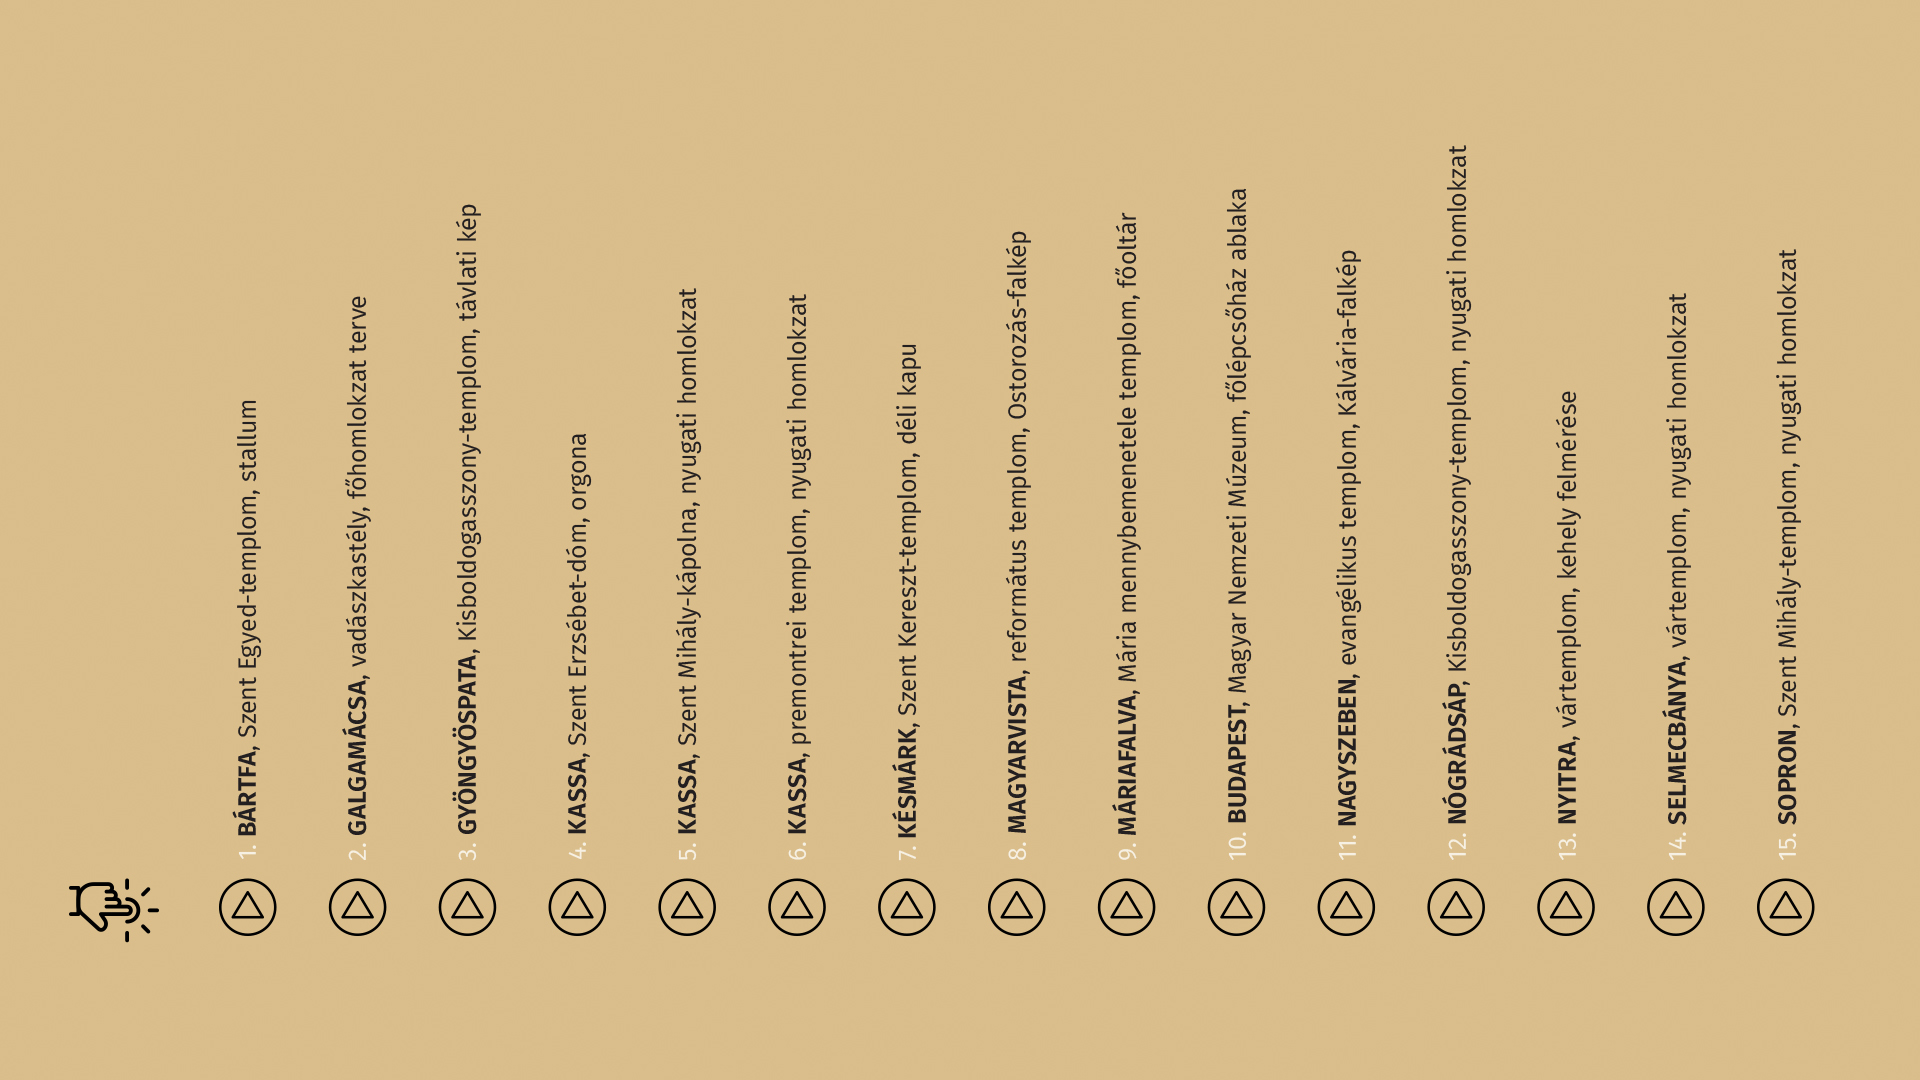 1. BÁRTFA, Szent Egyed-templom, stallum
2. GALGAMÁCSA, vadászkastély, főhomlokzat terve
3. GYÖNGYÖSPATA, Kisboldogasszony-templom, távlati kép
4. KASSA, Szent Erzsébet-dóm, orgona
5. KASSA, Szent Mihály-kápolna, nyugati homlokzat
6. KASSA, premontrei templom, nyugati homlokzat
7. KÉSMÁRK, Szent Kereszt-templom, déli kapu
8. MAGYARVISTA, református templom, Ostorozás-falkép
9. MÁRIAFALVA, Mária mennybemenetele templom, főoltár
10. BUDAPEST, Magyar Nemzeti Múzeum, főlépcsőház ablaka
11. NAGYSZEBEN, evangélikus templom, Kálvária-falkép
12. NÓGRÁDSÁP, Kisboldogasszony-templom, nyugati homlokzat
13. NYITRA, vártemplom, kehely felmérése
14. SELMECBÁNYA, vártemplom, nyugati homlokzat
15. SOPRON, Szent Mihály-templom, nyugati homlokzat